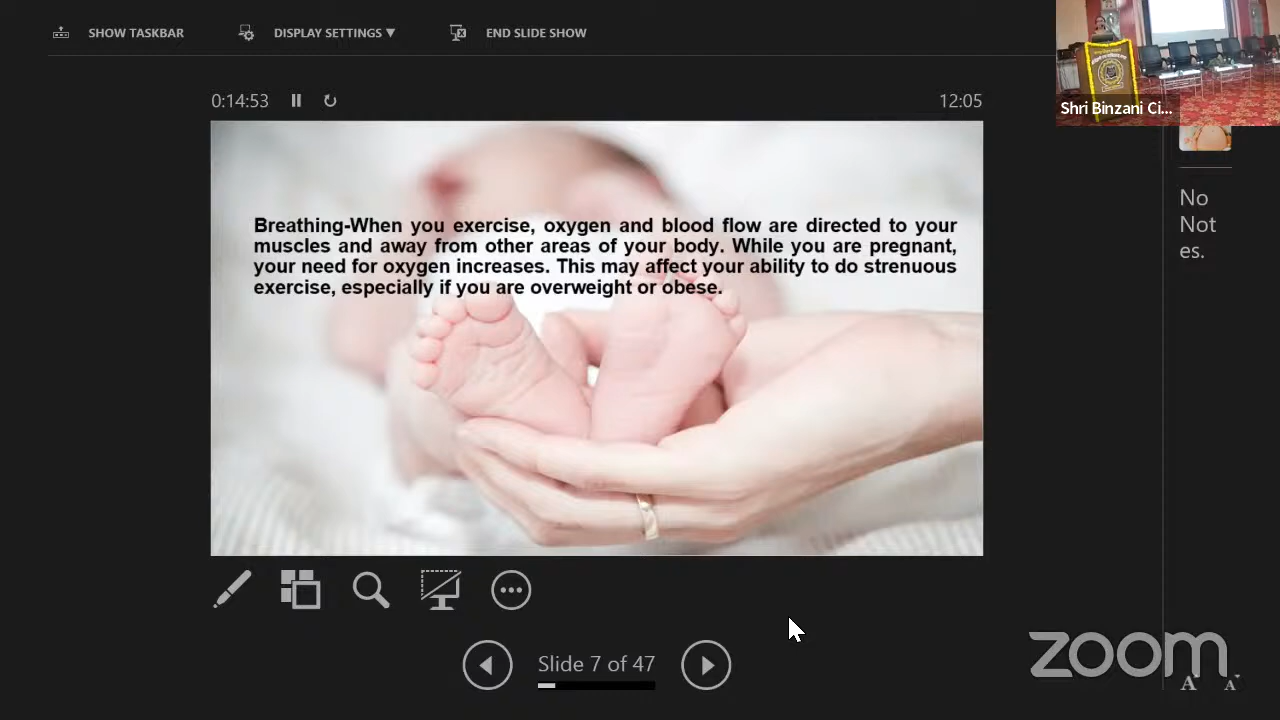 SHOW TASKBAR
DISPLAY SETTINGS ▼
END SLIDE SHOW
Shri Binzani Ci...
0:14:53
12:05
Breathing-When you exercise, oxygen and blood flow are directed to your
muscles and away from other areas of your body. While you are pregnant,
your need for oxygen increases. This may affect your ability to do strenuous
exercise, especially if you are overweight or obese.
No
Not
es.
Slide 7 of 47
zoom
A A